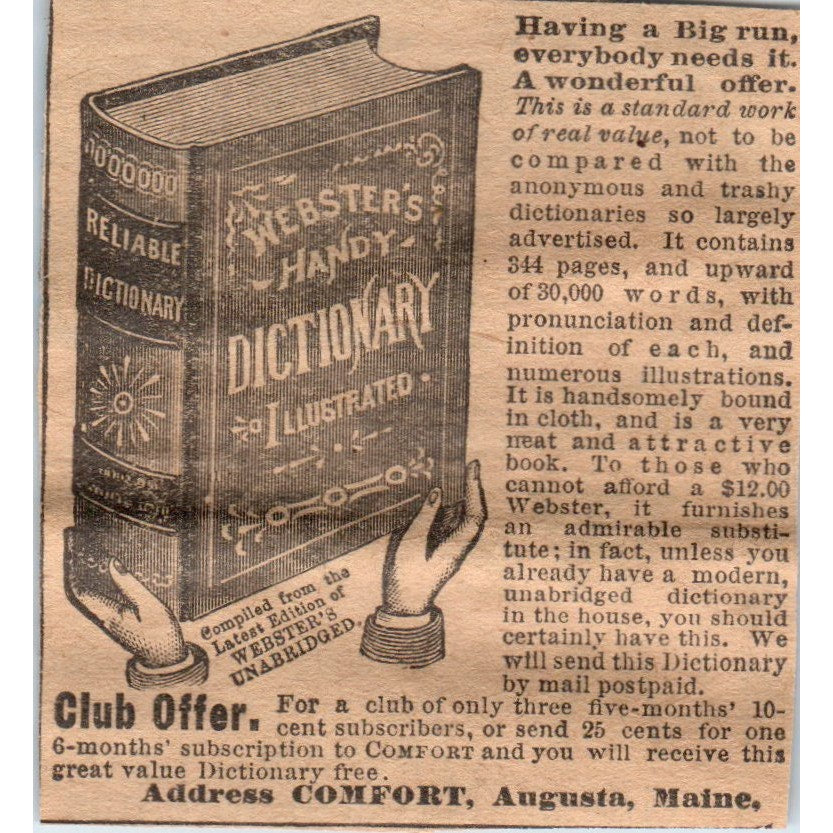 RELIABLE
DICTIONARY
WEBSTER'S
HANDY
DICTIONARY
ILLUSTRATED
Compiled from the
Latest Edition of
WEBSTER'S
UNABRIDGED.
Having a Big run,
everybody needs it.
A wonderful offer.
This is a standard work
of real value, not to be
compared with the
anonymous and trashy
dictionaries so largely
advertised. It contains
344 pages, and upward
of 30,000 words, with
pronunciation and def-
inition of each, and
numerous illustrations.
It is handsomely bound
in cloth, and is a very
neat and attractive
book. To those who
cannot afford a $12.00
Webster, it furnishes
an admirable substi-
tute; in fact, unless you
already have a modern,
unabridged dictionary
in the house, you should
certainly have this. We
will send this Dictionary
by mail postpaid.
Club Offer. For a club of only three five-months' 10-
cent subscribers, or send 25 cents for one
6-months' subscription to COMFORT and you will receive this
great value Dictionary free.
Address COMFORT, Augusta, Maine.